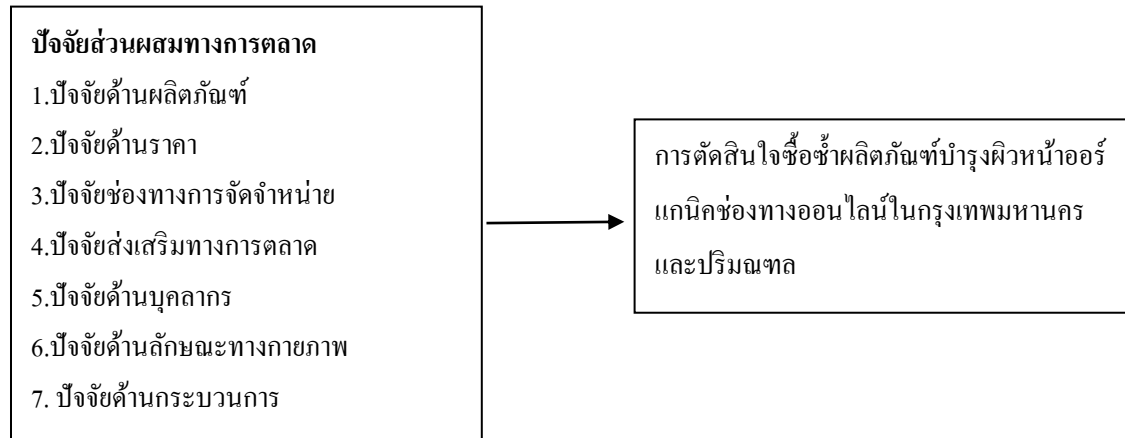 ปัจจัยส่วนผสมทางการตลาด
1.ปัจจัยด้านผลิตภัณฑ์
2.ปัจจัยด้านราคา
3.ปัจจัยช่องทางการจัดจำหน่าย
4.ปัจจัยส่งเสริมทางการตลาด
5.ปัจจัยด้านบุคลากร
6.ปัจจัยด้านลักษณะทางกายภาพ
7. ปัจจัยด้านกระบวนการ
การตัดสินใจซื้อซ้ำผลิตภัณฑ์บำรุงผิวหน้าออร์
แกนิคช่องทางออนไลน์ในกรุงเทพมหานคร
และปริมณฑล